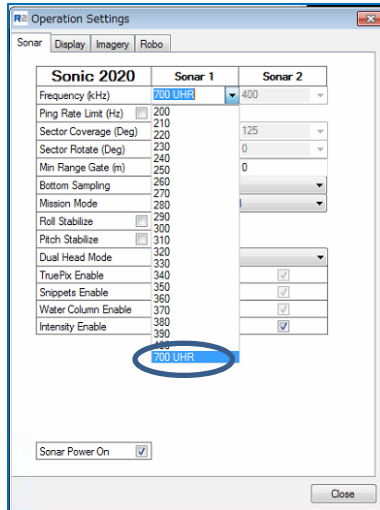 R2 Operation Settings
Sonar Display Imagery Robo
Sonic 2020 Sonar 1 Sonar 2
Frequency (kHz) 700 UHR 400
Ping Rate Limit (Hz) 200
210
Sector Coverage (Deg) 220 125
230
Sector Rotate (Deg) 240 0
250
Min Range Gate (m) 260 0
Bottom Sampling 270
Mission Mode 280
290
Roll Stabilize 300
Pitch Stabilize 310
320
Dual Head Mode 330
TruePix Enable 340
350
Snippets Enable 360
Water Column Enable 370
380
Intensity Enable 390
400
700 UHR
Sonar Power On
Close